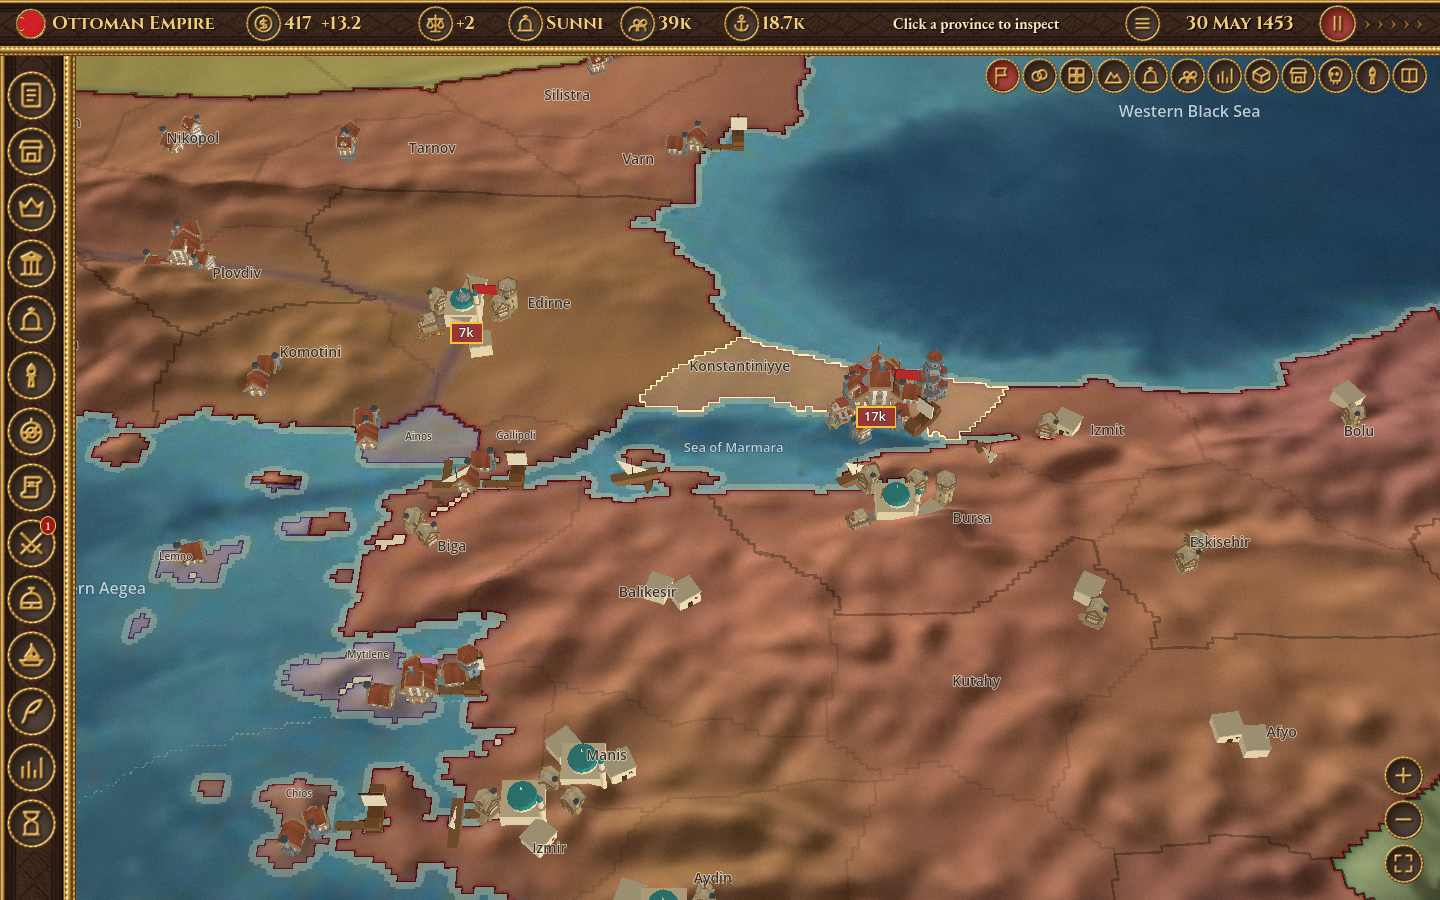 OTTOMAN EMPIRE
417 +13.2
+2
SUNNI
39K
18.7K
Click a province to inspect
30 MAY 1453
Western Black Sea
Silistra
Nikopol
Tarnov
Varn
Plovdiv
Edirne
7k
Komotini
Konstantiniyye
17k
Ainos
Gallipoli
Sea of Marmara
Izmit
Bolu
Bursa
1
Biga
Eskisehir
Lemno
rn Aegea
Balikesir
Mytilene
Kutahy
Afyo
Manis
Chios
Izmir
Aydin